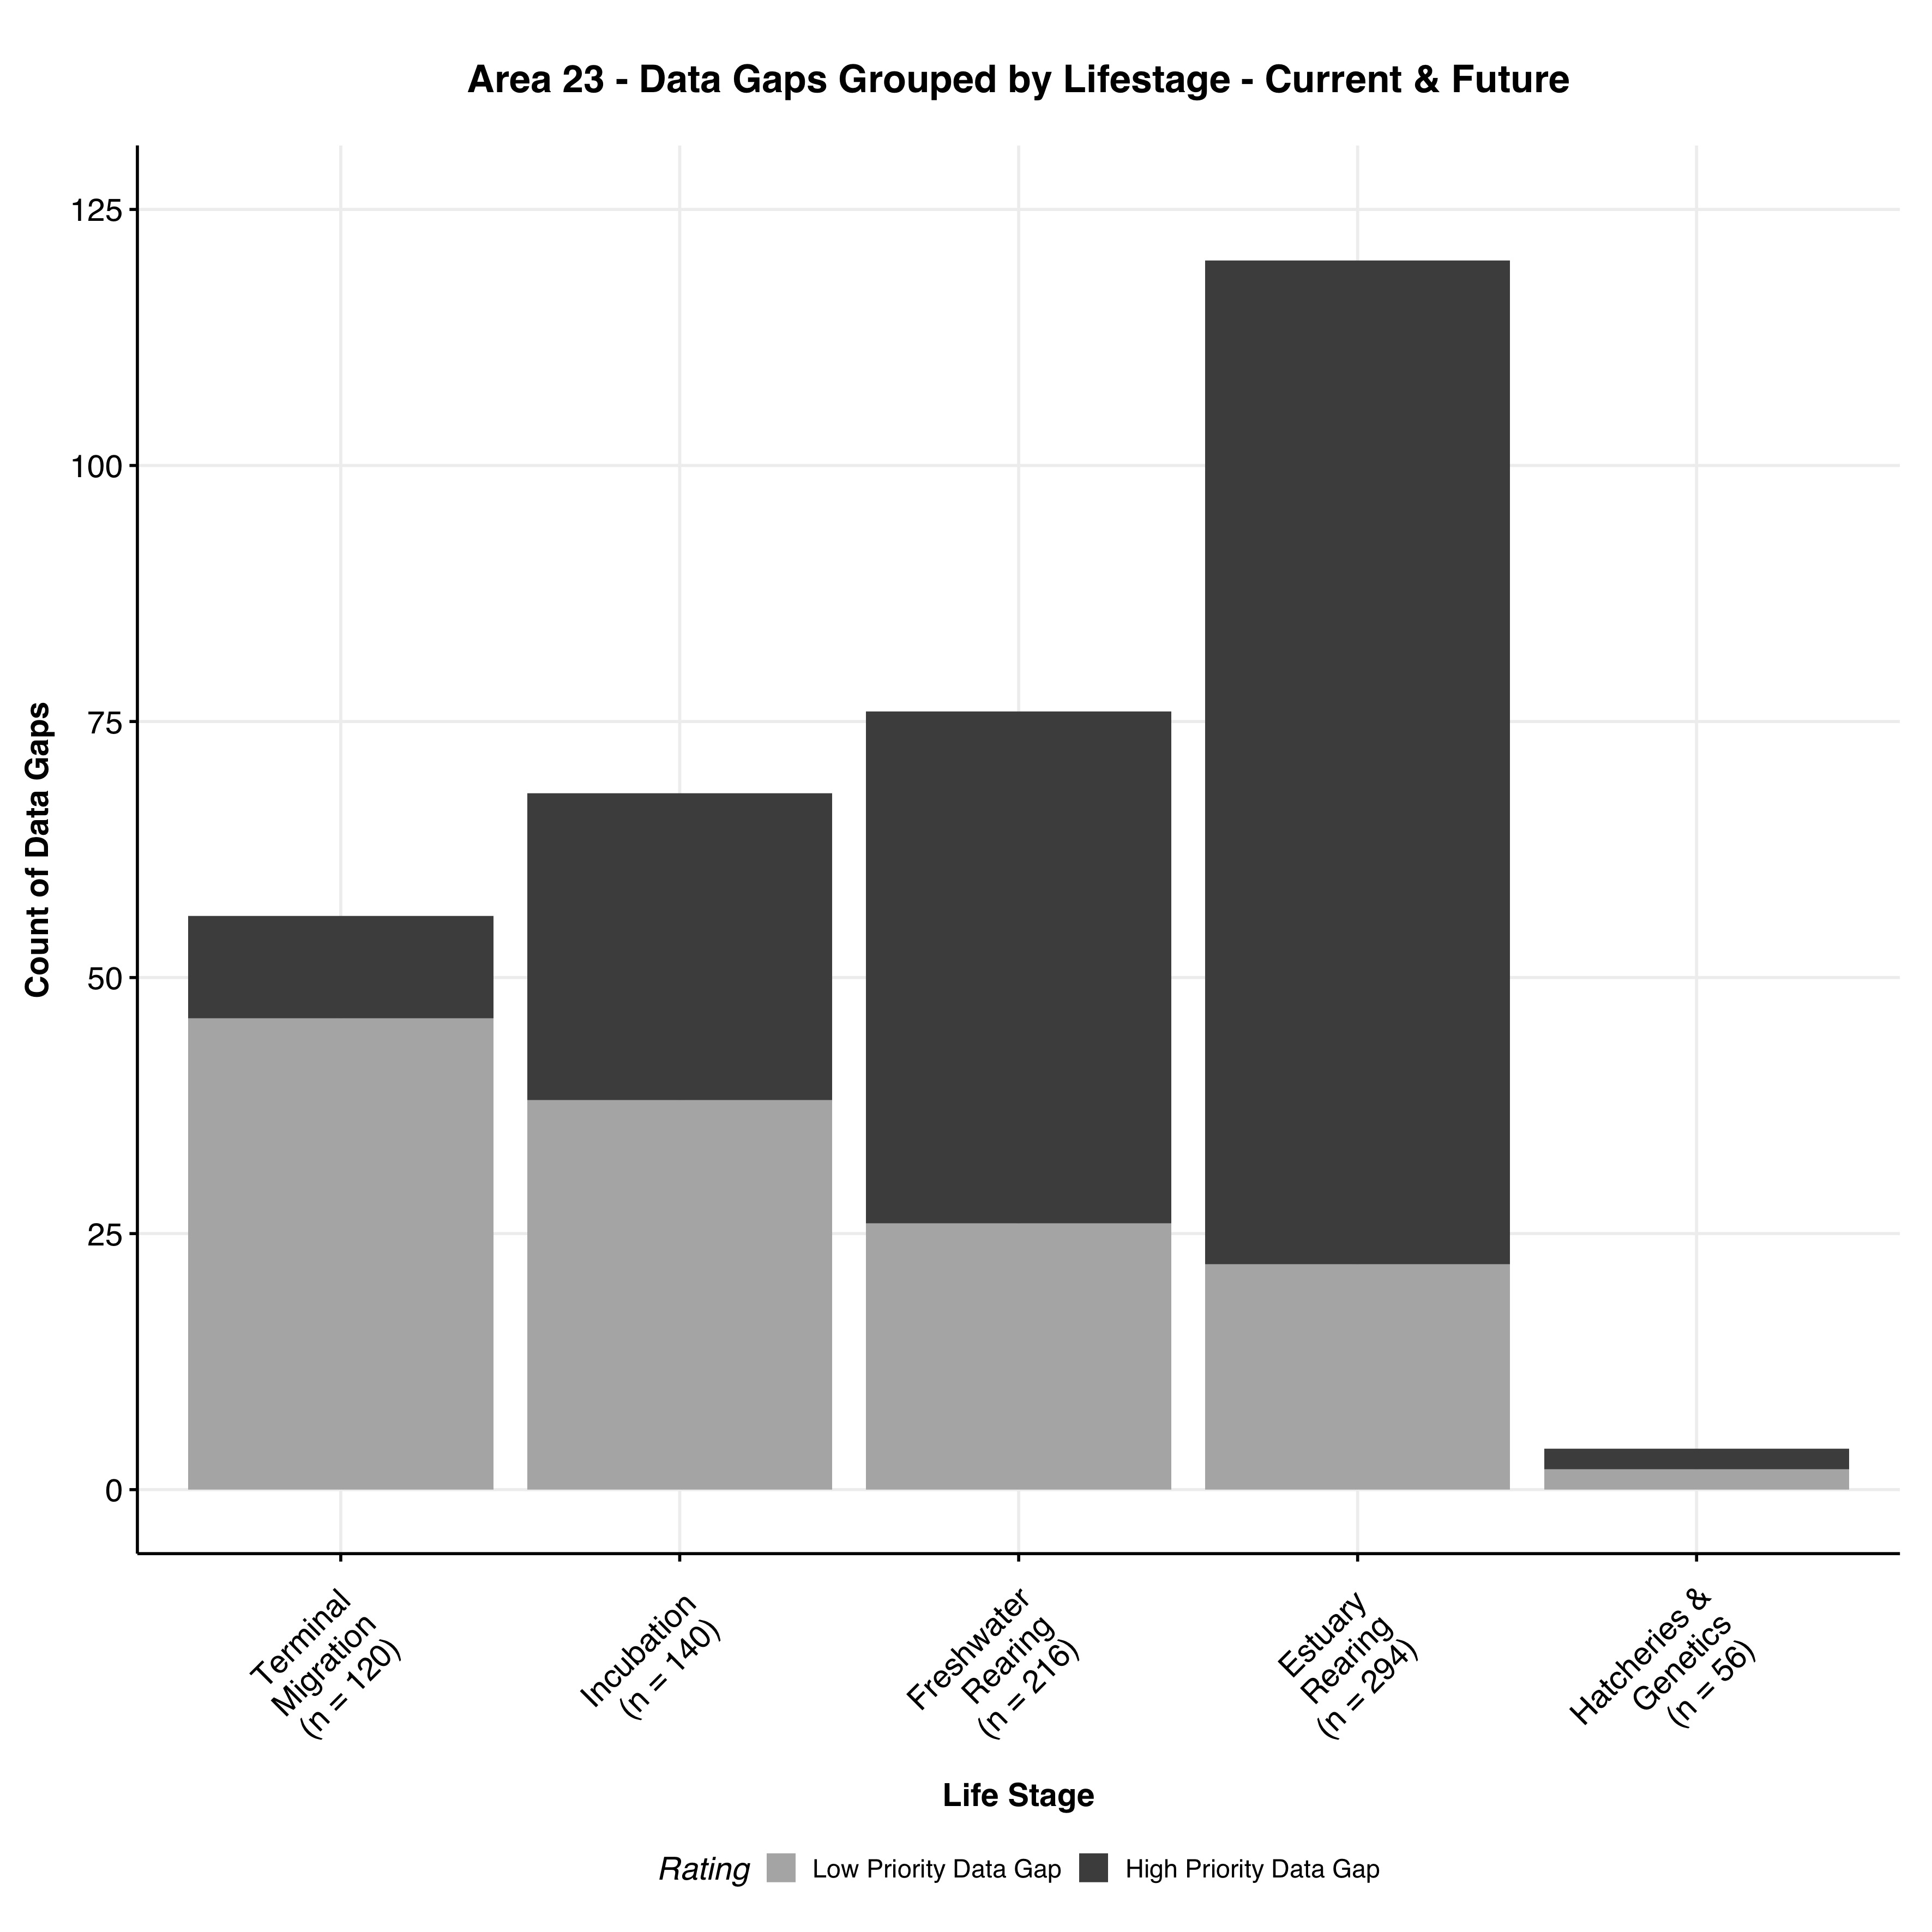 Area 23 - Data Gaps Grouped by Lifestage - Current & Future
Count of Data Gaps
125
100
75
50
25
0
Terminal
Migration
(n = 120)
Incubation
(n = 140)
Freshwater
Rearing
(n = 216)
Estuary
Rearing
(n = 294)
Hatcheries &
Genetics
(n = 56)
Life Stage
Rating Low Priority Data Gap High Priority Data Gap